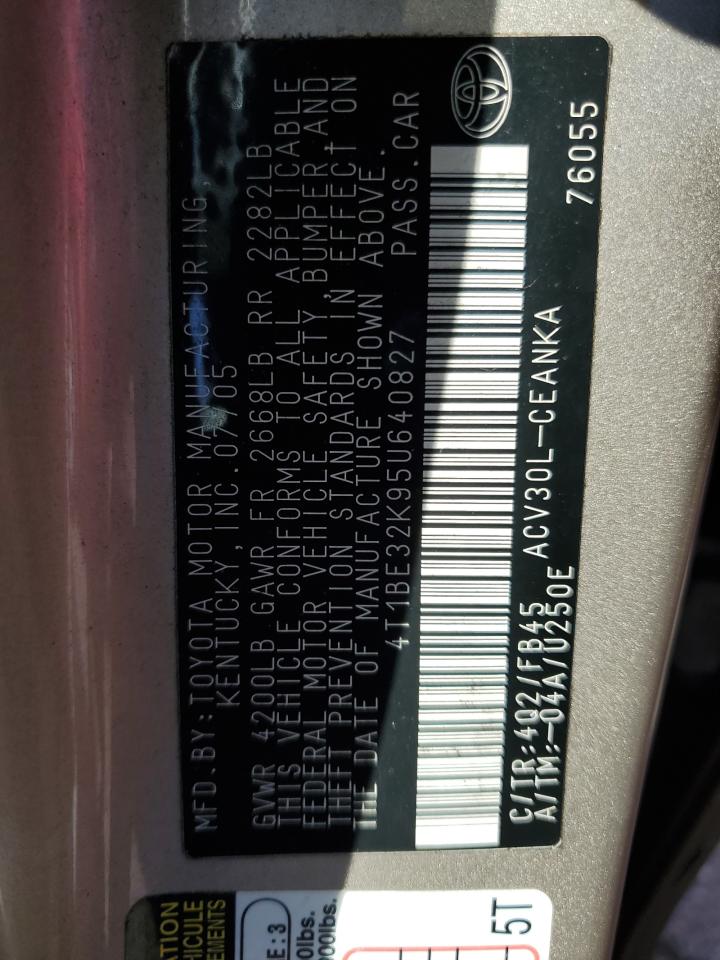 MFD.BY:TOYOTA MOTOR MANUFACTURING,
KENTUCKY, INC.07/05
GVWR 4200LB GAWR FR 2668LB RR 2282LB
THIS VEHICLE CONFORMS TO ALL APPLICABLE
FEDERAL MOTOR VEHICLE SAFETY, BUMPER AND
THEFT PREVENTION STANDARDS IN EFFECT ON
THE DATE OF MANUFACTURE SHOWN ABOVE.
4T1BE32K95U640827 PASS.CAR
C/TR:4Q2/FB45 ACV30L-CEANKA
A/TM:-04A/U250E 76055
5T